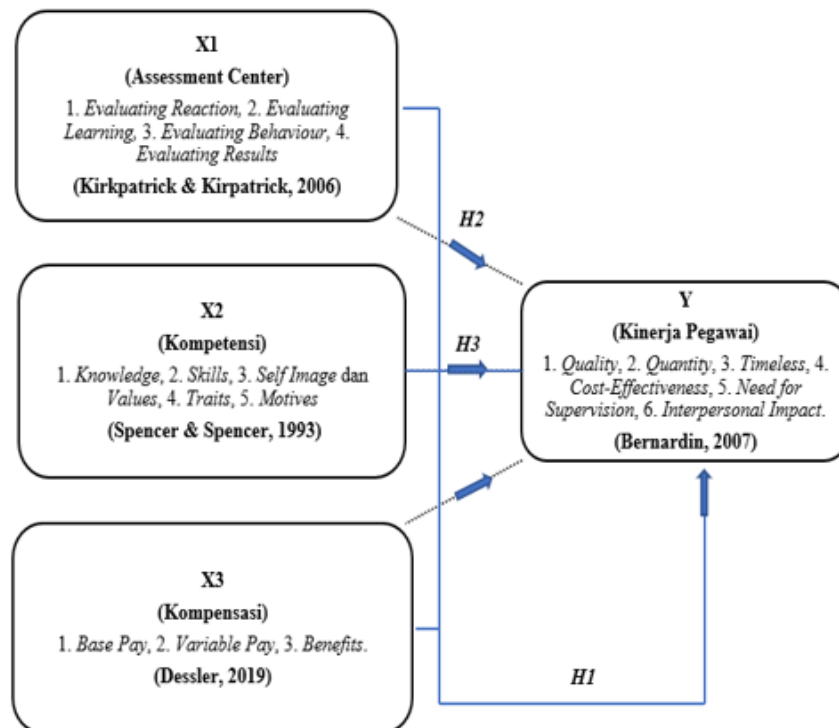 X1
(Assessment Center)
1. Evaluating Reaction, 2. Evaluating
Learning, 3. Evaluating Behaviour, 4.
Evaluating Results
(Kirkpatrick & Kirpatrick, 2006)
H2
X2
(Kompetensi)
1. Knowledge, 2. Skills, 3. Self Image dan
Values, 4. Traits, 5. Motives
(Spencer & Spencer, 1993)
H3
Y
(Kinerja Pegawai)
1. Quality, 2. Quantity, 3. Timeless, 4.
Cost-Effectiveness, 5. Need for
Supervision, 6. Interpersonal Impact.
(Bernardin, 2007)
X3
(Kompensasi)
1. Base Pay, 2. Variable Pay, 3. Benefits.
(Dessler, 2019)
H1